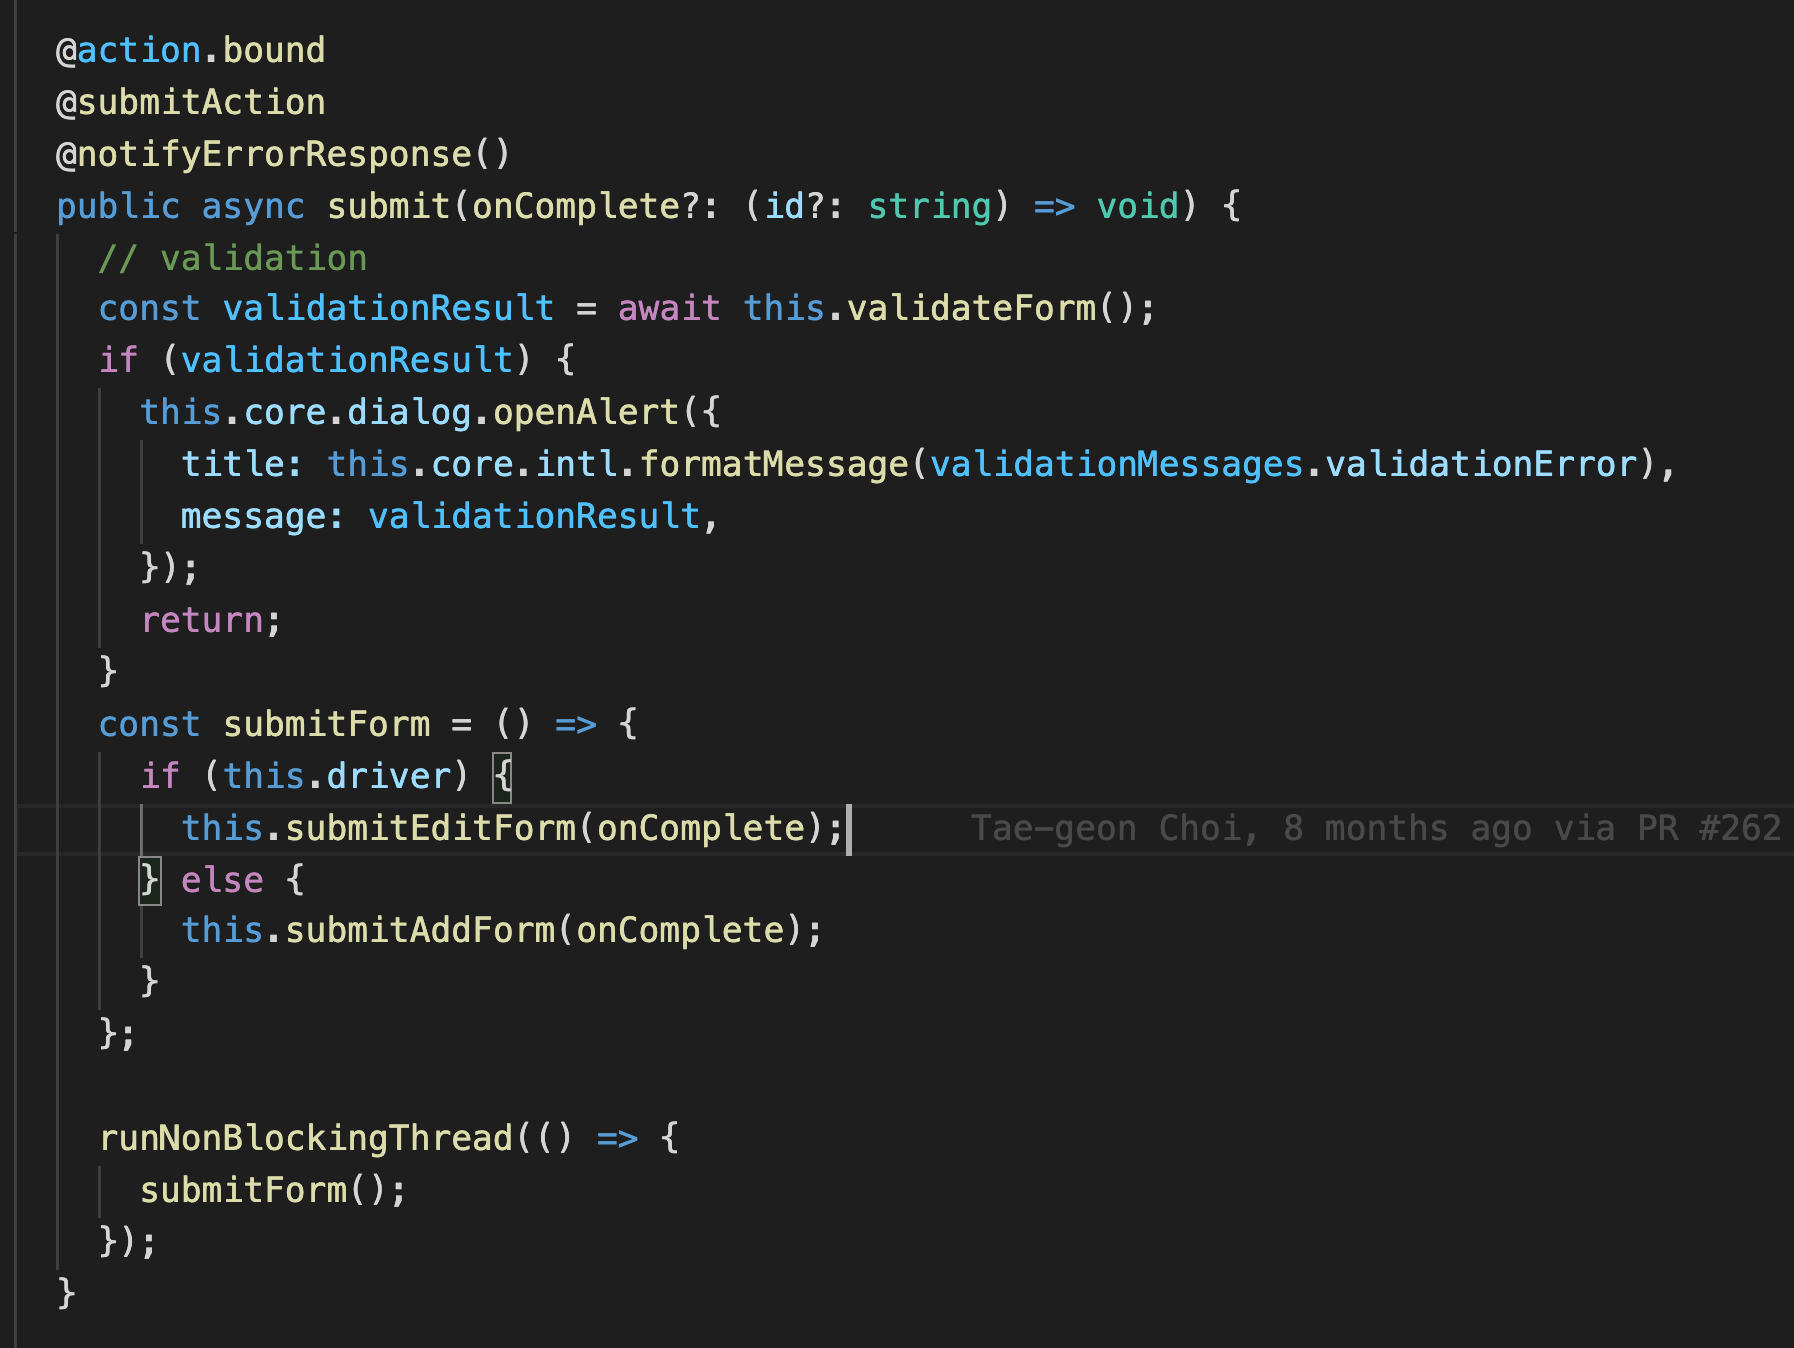 @action.bound
@submitAction
@notifyErrorResponse()
public async submit(onComplete?: (id?: string) => void) {
  // validation
  const validationResult = await this.validateForm();
  if (validationResult) {
    this.core.dialog.openAlert({
      title: this.core.intl.formatMessage(validationMessages.validationError),
      message: validationResult,
    });
    return;
  }
  const submitForm = () => {
    if (this.driver) {
      this.submitEditForm(onComplete);      Tae-geon Choi, 8 months ago via PR #262
    } else {
      this.submitAddForm(onComplete);
    }
  };

  runNonBlockingThread(() => {
    submitForm();
  });
}